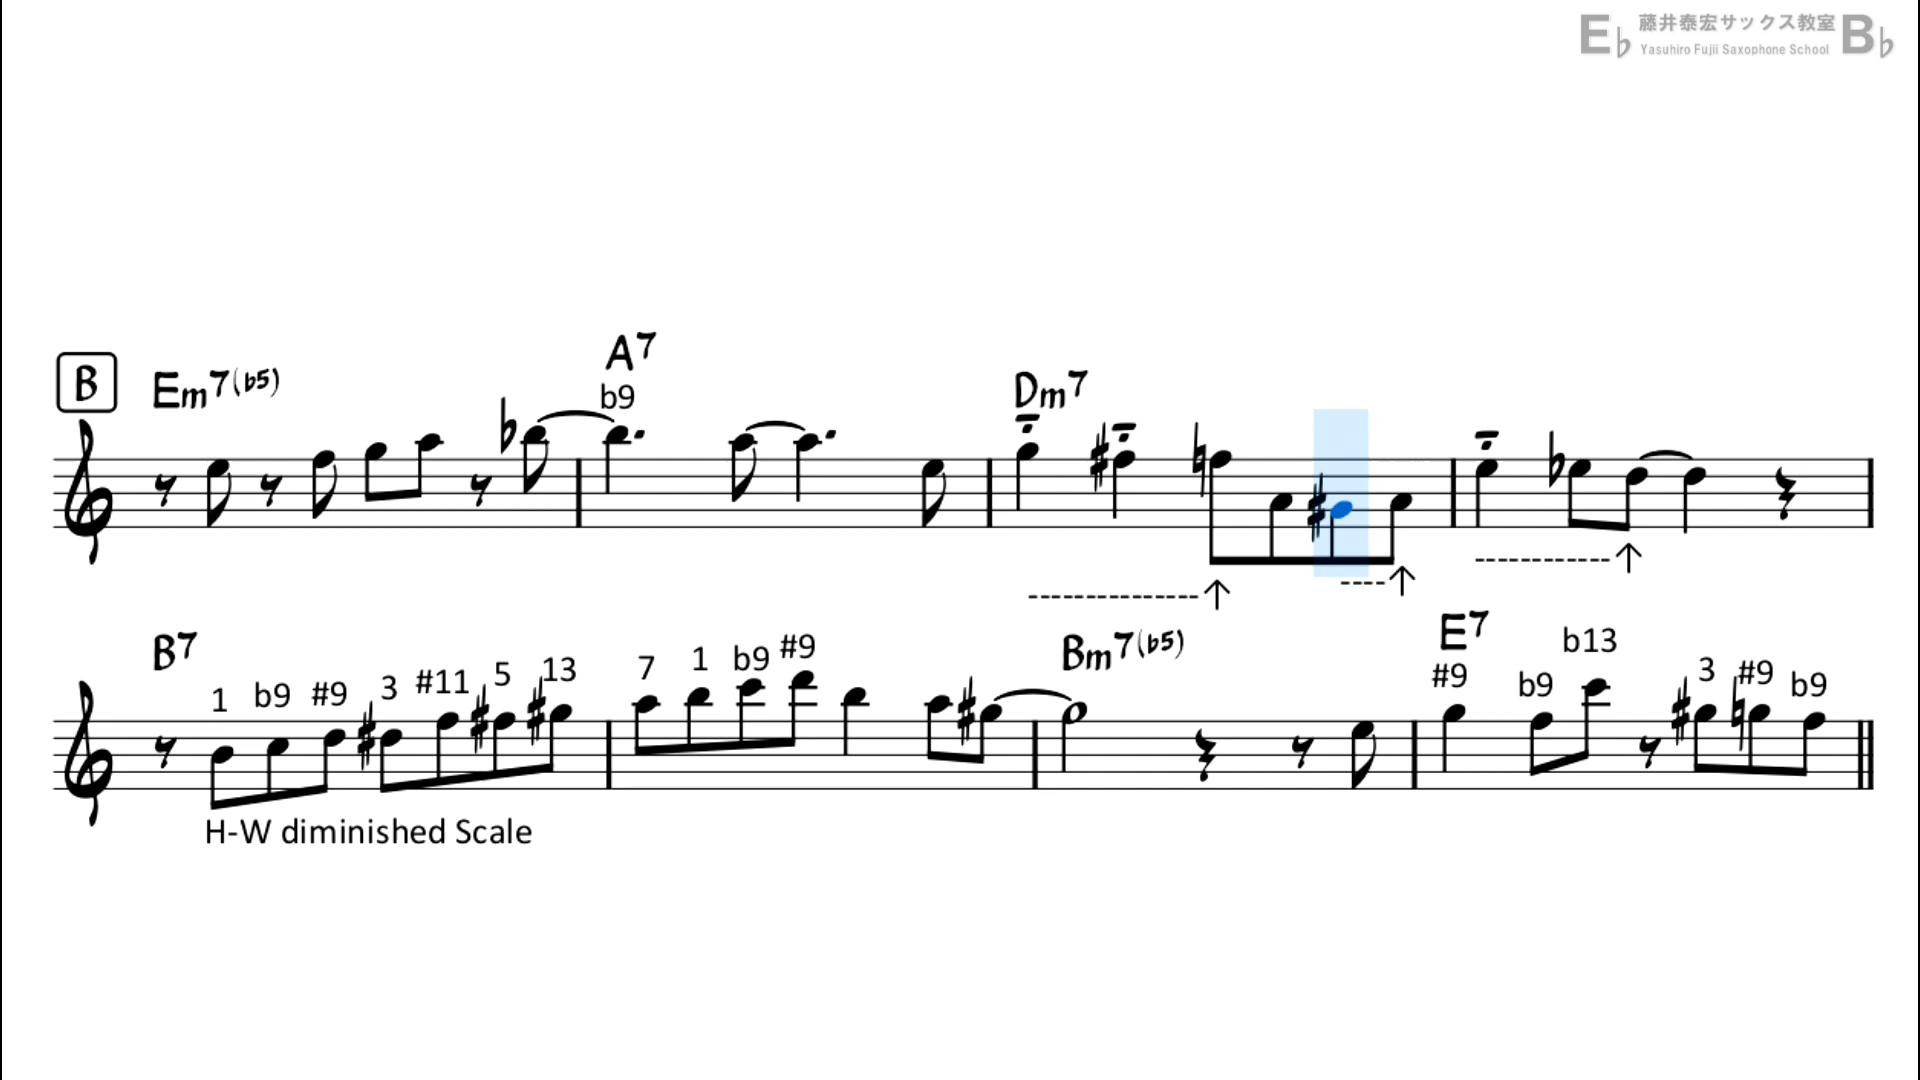 E♭ 藤井泰宏サックス教室 B♭
Yasuhiro Fujii Saxophone School
B Em7(♭5) A7 Dm7
b9
B7 Bm7(♭5) E7
1 b9 #9 3 #11 5 13 7 1 b9 #9 #9 b9 b13 3 #9 b9
H-W diminished Scale